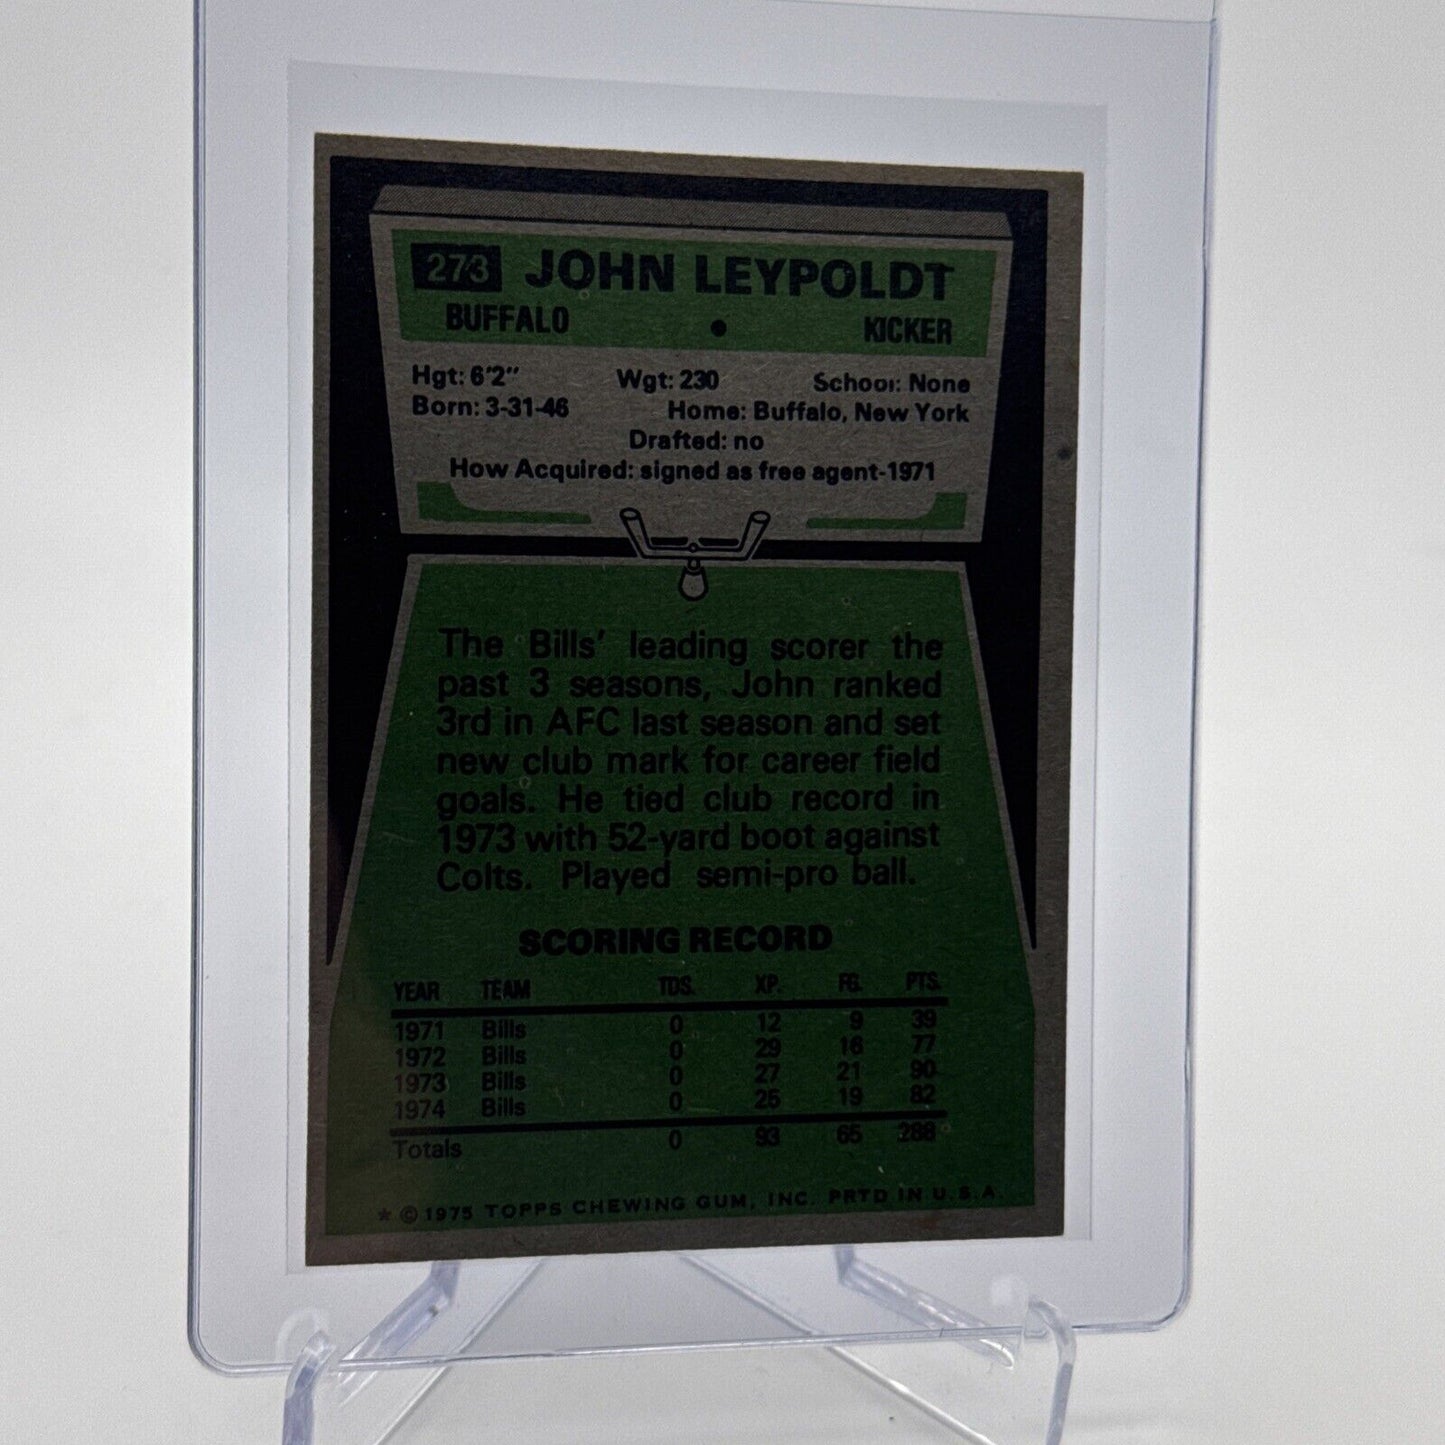 273 JOHN LEYPOLDT
BUFFALO • KICKER
Hgt: 6'2" Wgt: 230 School: None
Born: 3-31-46 Home: Buffalo, New York
Drafted: no
How Acquired: signed as free agent-1971
The Bills' leading scorer the
past 3 seasons, John ranked
3rd in AFC last season and set
new club mark for career field
goals. He tied club record in
1973 with 52-yard boot against
Colts. Played semi-pro ball.
SCORING RECORD
YEAR TEAM TDS. XP. FG. PTS.
1971 Bills 0 12 9 39
1972 Bills 0 29 16 77
1973 Bills 0 27 21 90
1974 Bills 0 25 19 82
Totals 0 93 65 288
* © 1975 TOPPS CHEWING GUM, INC. PRTD IN U.S.A.